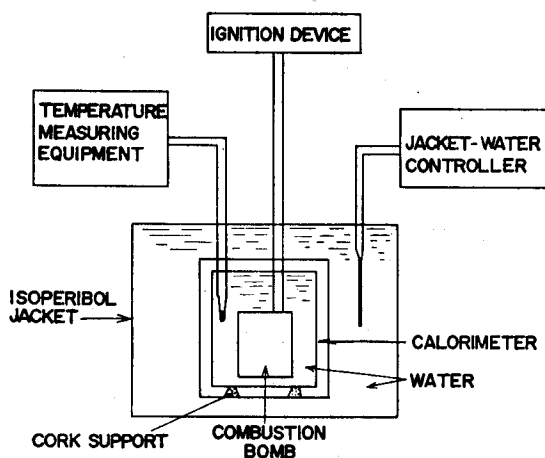 IGNITION DEVICE
TEMPERATURE
MEASURING
EQUIPMENT
JACKET-WATER
CONTROLLER
ISOPERIBOL
JACKET
CALORIMETER
WATER
CORK SUPPORT
COMBUSTION
BOMB